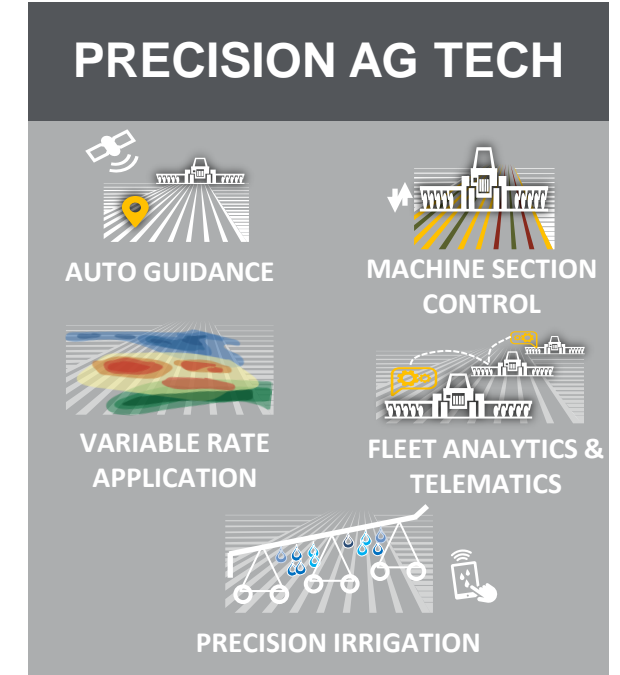 PRECISION AG TECH
AUTO GUIDANCE
MACHINE SECTION
CONTROL
VARIABLE RATE
APPLICATION
FLEET ANALYTICS &
TELEMATICS
PRECISION IRRIGATION